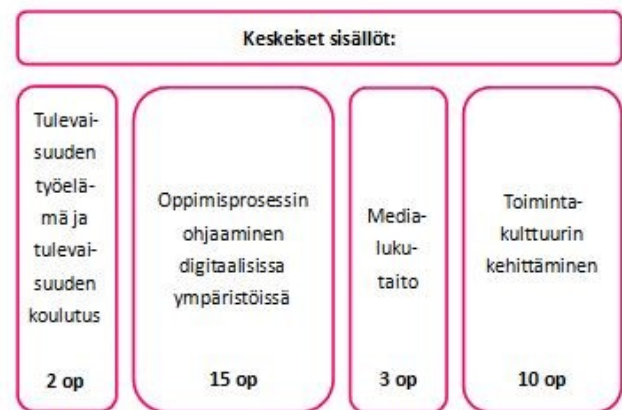 Keskeiset sisällöt:
Tulevai-
suuden
työelä-
mä ja
tulevai-
suuden
koulutus
2 op
Oppimisprosessin
ohjaaminen
digitaalisissa
ympäristöissä
15 op
Media-
luku-
taito
3 op
Toiminta-
kulttuurin
kehittäminen
10 op